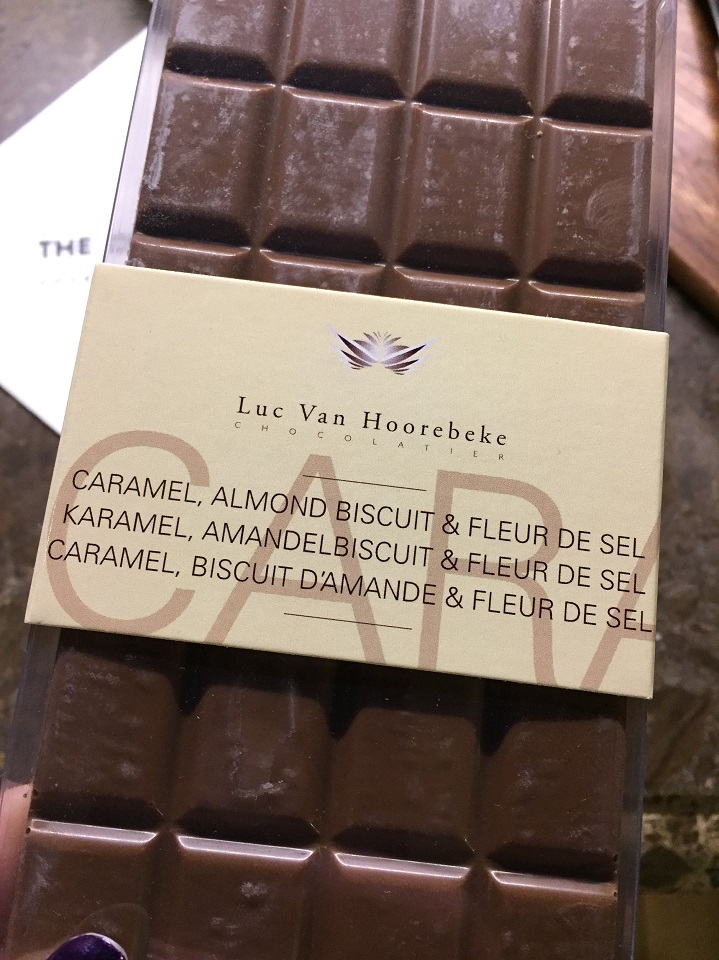 THE
Luc Van Hoorebeke
CHOCOLATIER
CARAMEL, ALMOND BISCUIT & FLEUR DE SEL
KARAMEL, AMANDELBISCUIT & FLEUR DE SEL
CARAMEL, BISCUIT D'AMANDE & FLEUR DE SEL
CARA